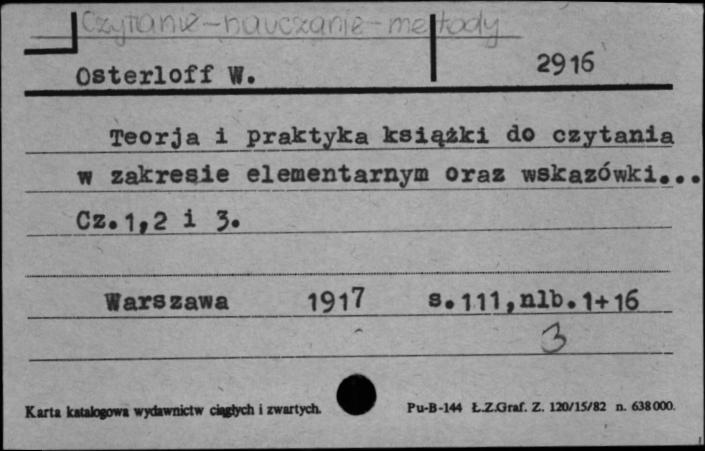 Czytanie-nauczanie-metody
Osterloff W.
2916
Teorja i praktyka książki do czytania
w zakresie elementarnym oraz wskazówki...
Cz.1,2 i 3.
Warszawa 1917 s.111,nlb.1+16
3
Karta katalogowa wydawnictw ciągłych i zwartych. Pu-B-144 Ł.Z.Graf. Z. 120/15/82 n. 638000.